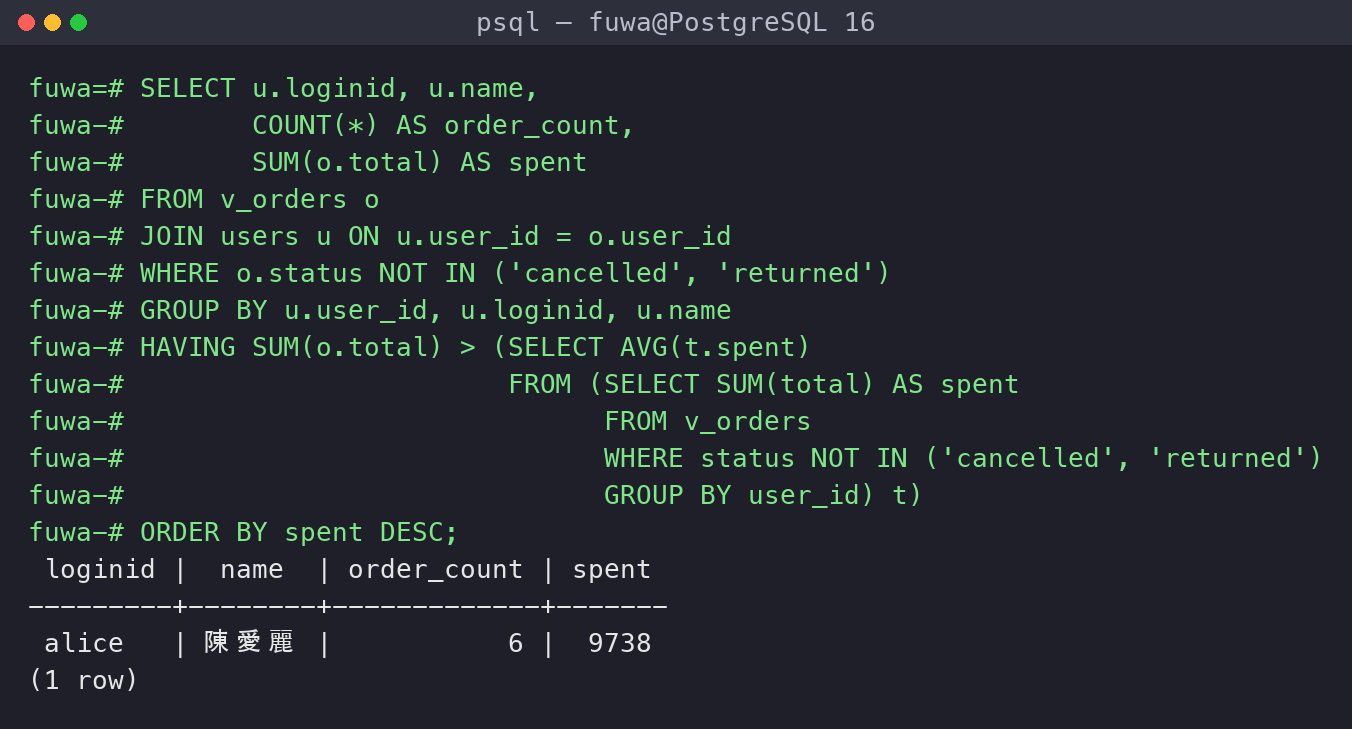 psql — fuwa@PostgreSQL 16
fuwa=# SELECT u.loginid, u.name,
fuwa-#        COUNT(*) AS order_count,
fuwa-#        SUM(o.total) AS spent
fuwa-# FROM v_orders o
fuwa-# JOIN users u ON u.user_id = o.user_id
fuwa-# WHERE o.status NOT IN ('cancelled', 'returned')
fuwa-# GROUP BY u.user_id, u.loginid, u.name
fuwa-# HAVING SUM(o.total) > (SELECT AVG(t.spent)
fuwa-#                        FROM (SELECT SUM(total) AS spent
fuwa-#                              FROM v_orders
fuwa-#                              WHERE status NOT IN ('cancelled', 'returned')
fuwa-#                              GROUP BY user_id) t)
fuwa-# ORDER BY spent DESC;
 loginid |  name  | order_count | spent
---------+--------+-------------+-------
 alice   | 陳愛麗 |           6 |  9738
(1 row)